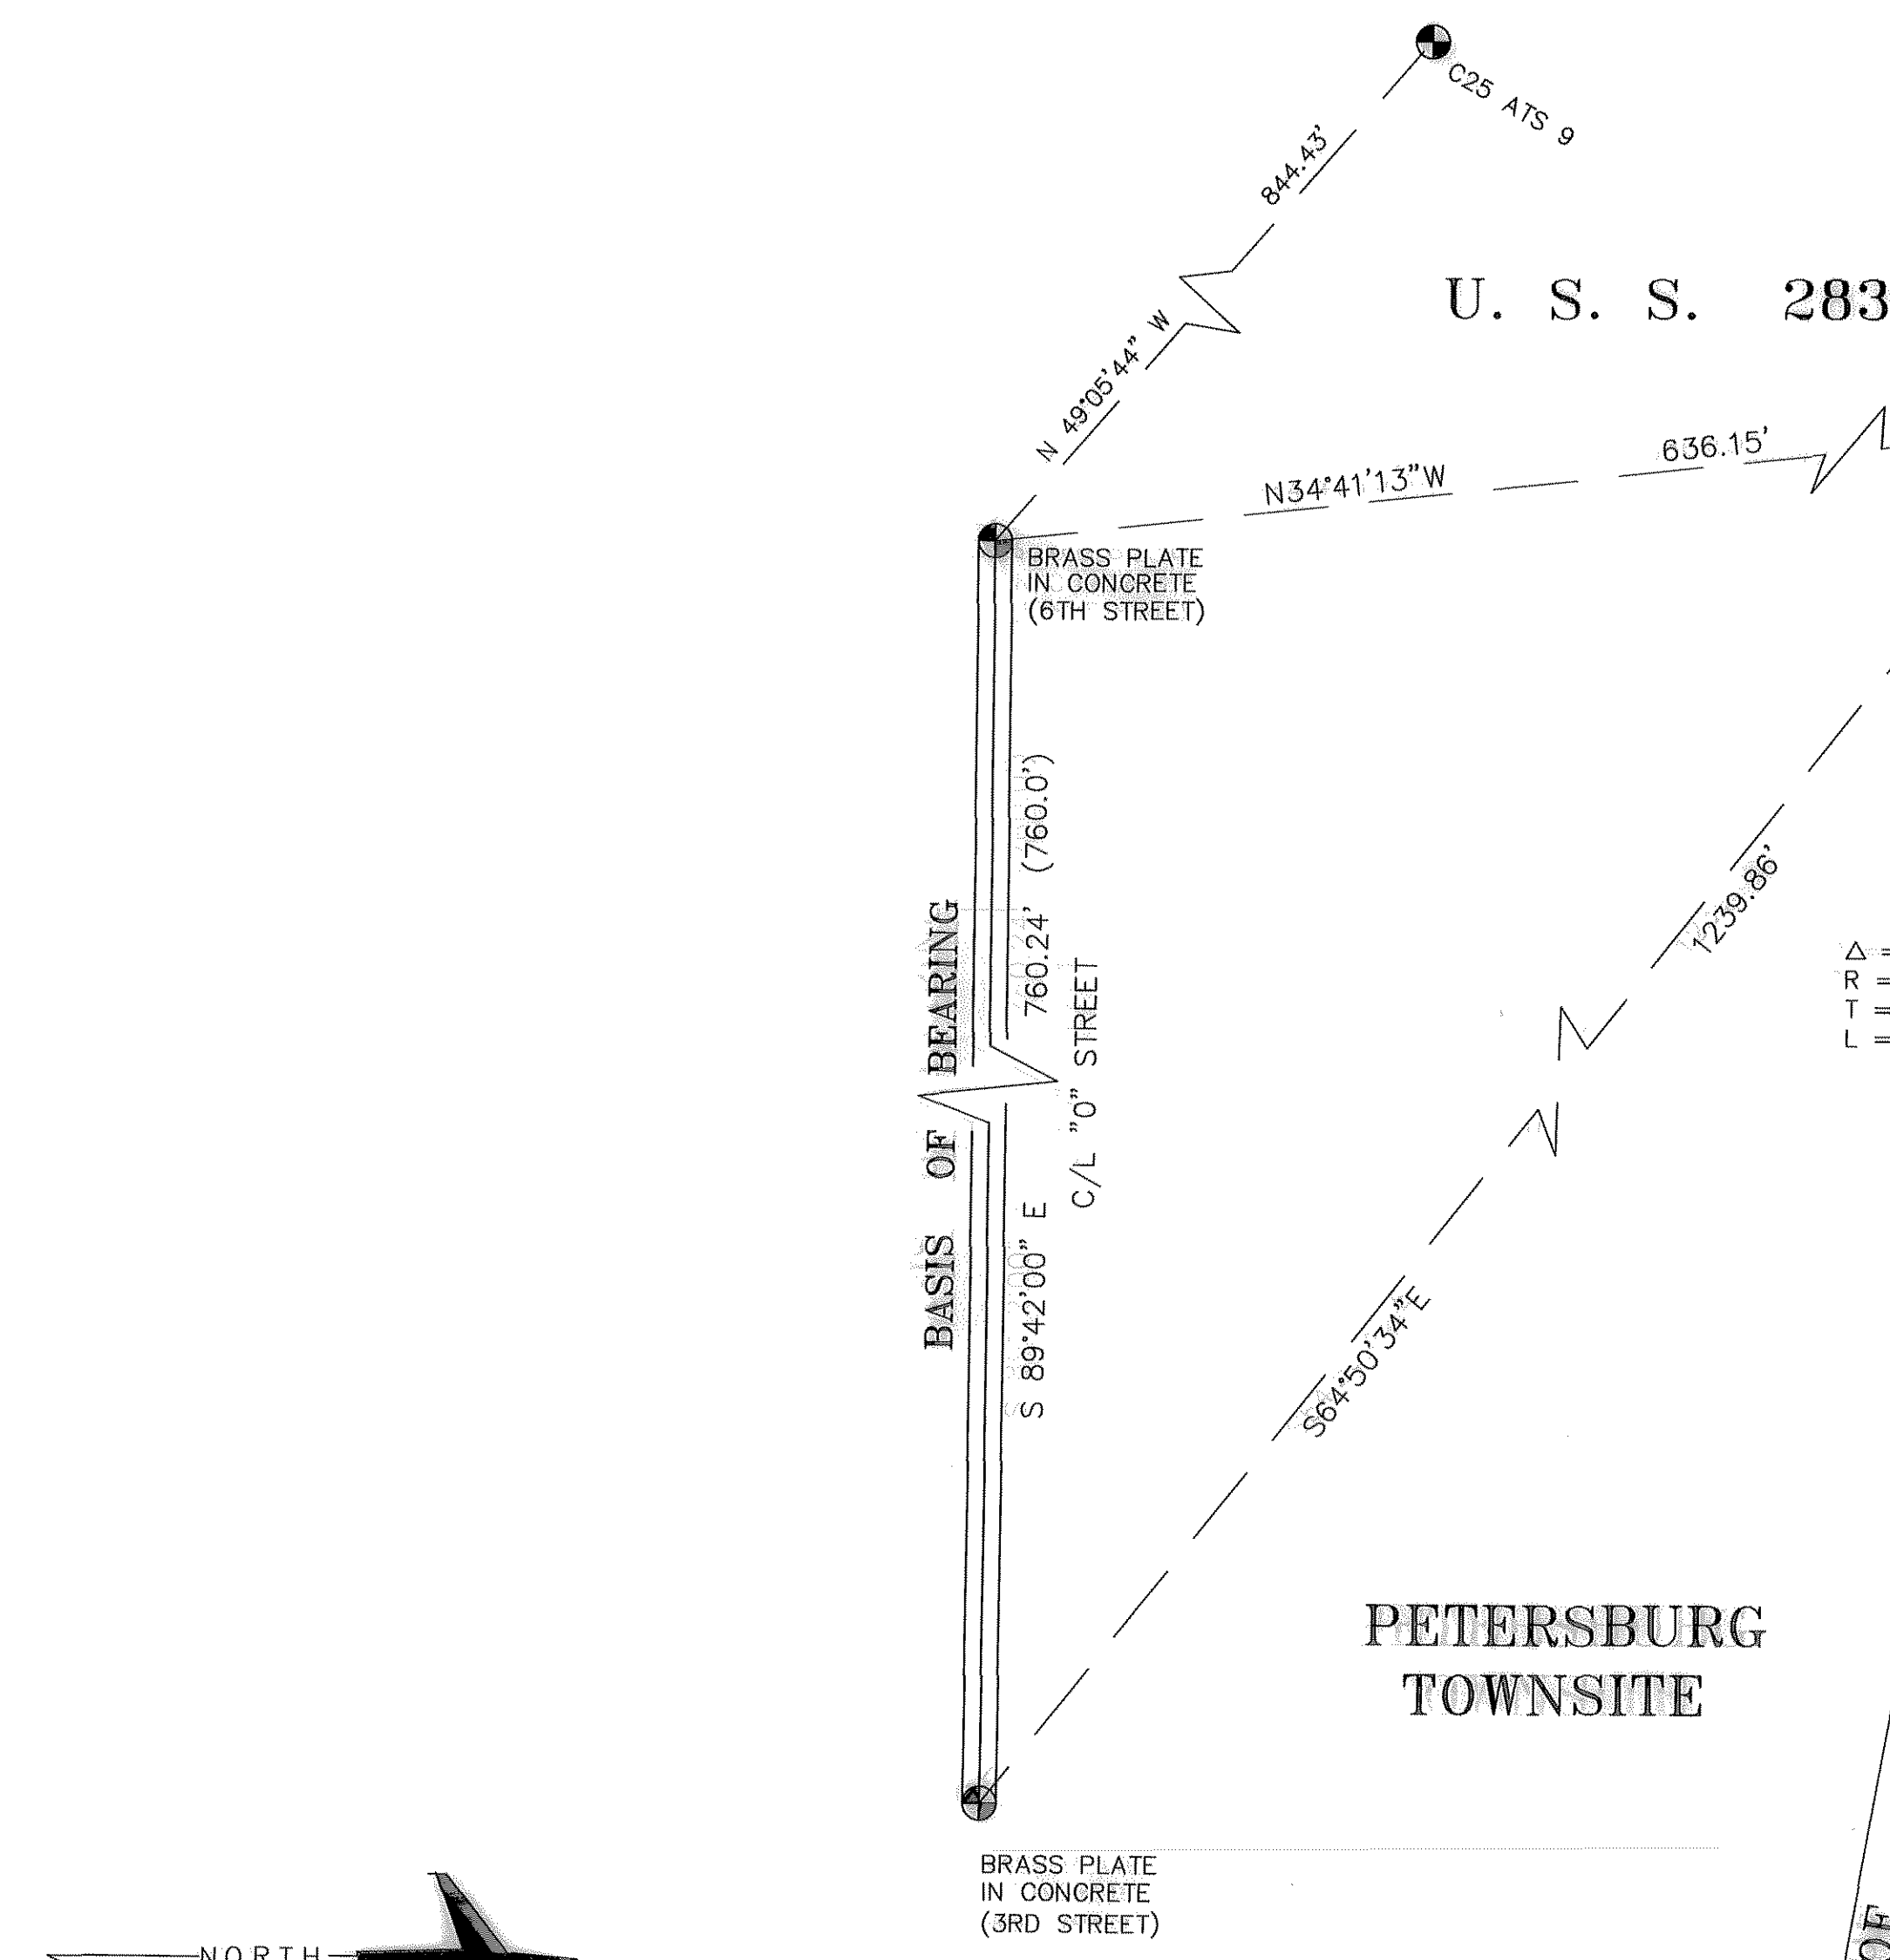 C25 ATS 9
844.43'
N 49°05'44" W
U. S. S. 283
636.15'
N34°41'13"W
BRASS PLATE
IN CONCRETE
(6TH STREET)
760.24' (760.0')
S 89°42'00" E
BASIS OF BEARING
C/L "O" STREET
1239.86'
S64°50'34"E
Δ =
R =
T =
L =
PETERSBURG
TOWNSITE
BRASS PLATE
IN CONCRETE
(3RD STREET)
NORTH
OF